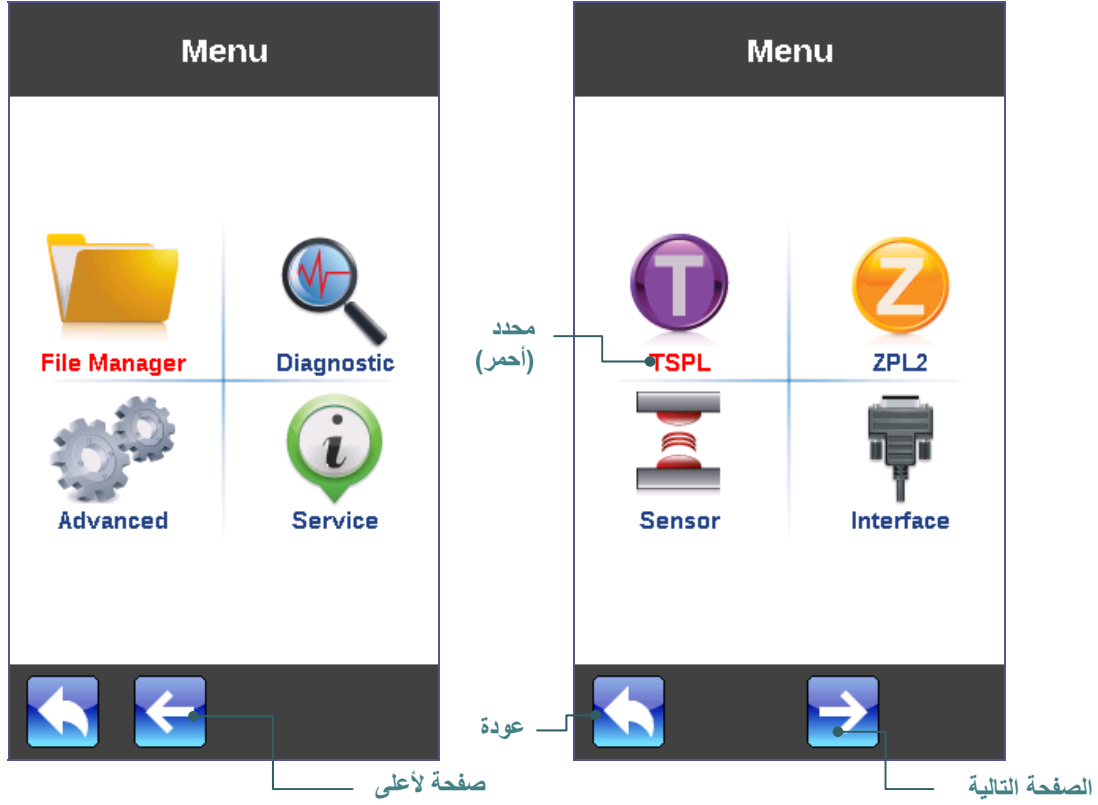 Menu
File Manager
Diagnostic
Advanced
Service
صفحة لأعلى
Menu
T
Z
محدد
(أحمر)
TSPL
ZPL2
Sensor
Interface
عودة
الصفحة التالية